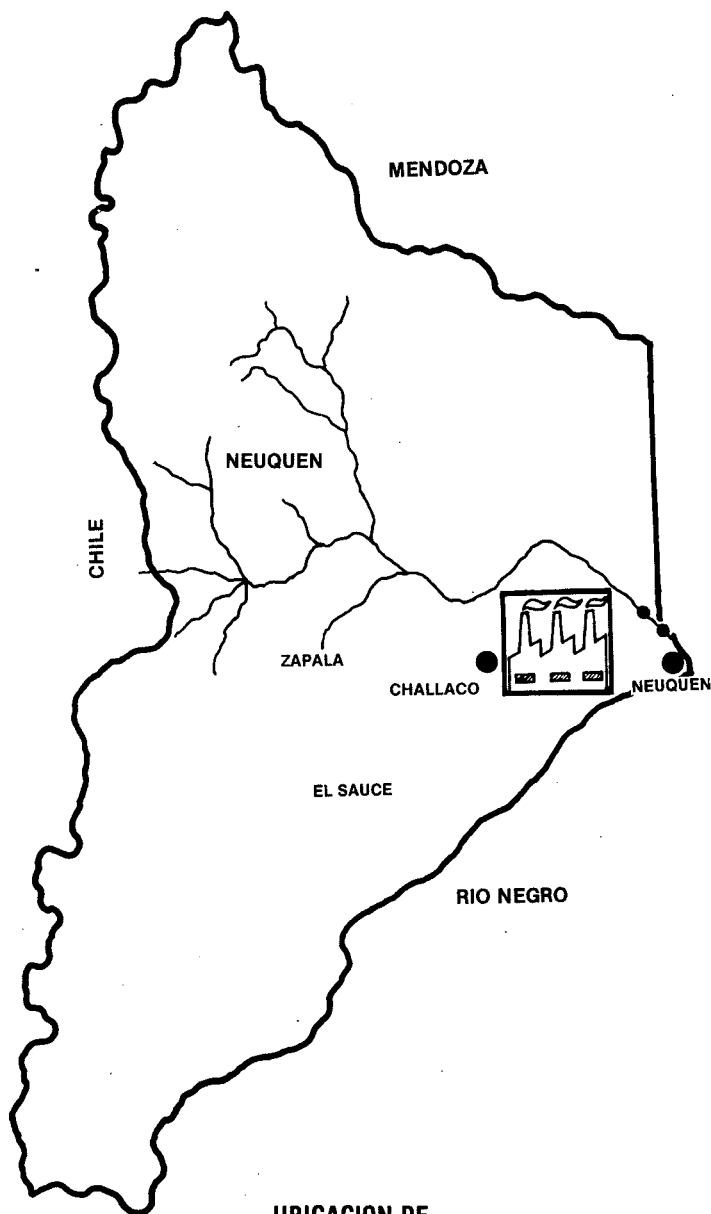 MENDOZA
NEUQUEN
CHILE
ZAPALA
CHALLACO
NEUQUEN
EL SAUCE
RIO NEGRO
UBICACION DE